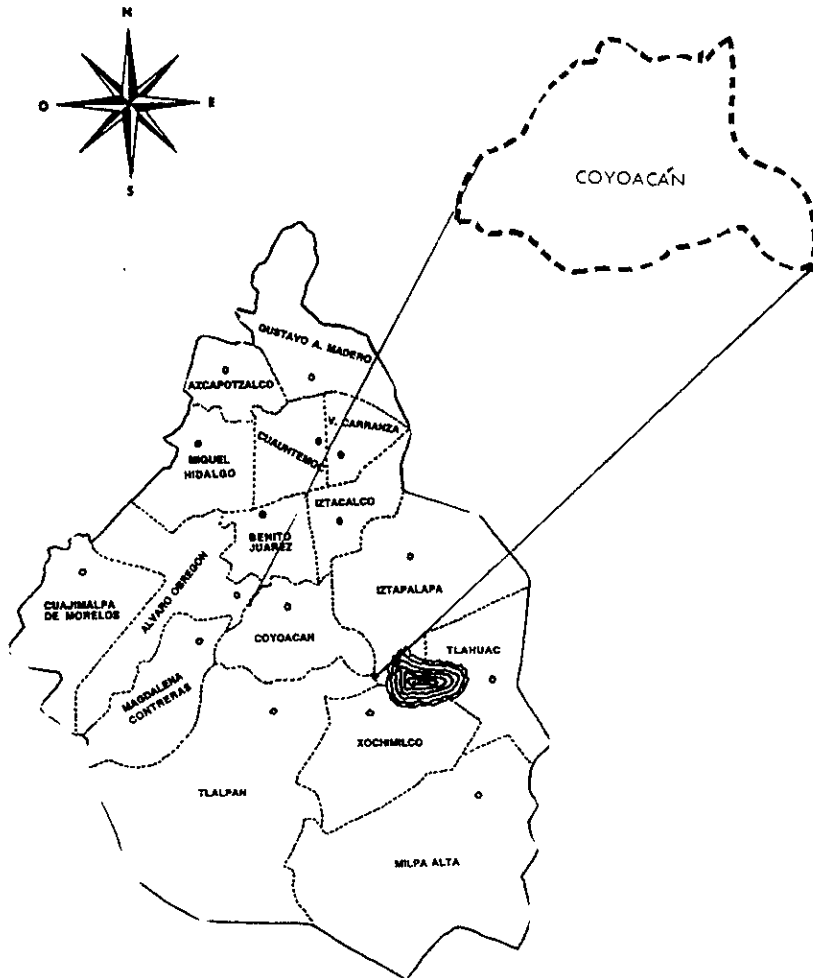 N
O
E
S
COYOACÁN
GUSTAVO A. MADERO
AZCAPOTZALCO
V. CARRANZA
CUAUHTEMOC
MIGUEL
HIDALGO
IZTACALCO
BENITO
JUAREZ
ALVARO OBREGON
IZTAPALAPA
CUAJIMALPA
DE MORELOS
COYOACAN
TLAHUAC
MAGDALENA
CONTRERAS
XOCHIMILCO
TLALPAN
MILPA ALTA